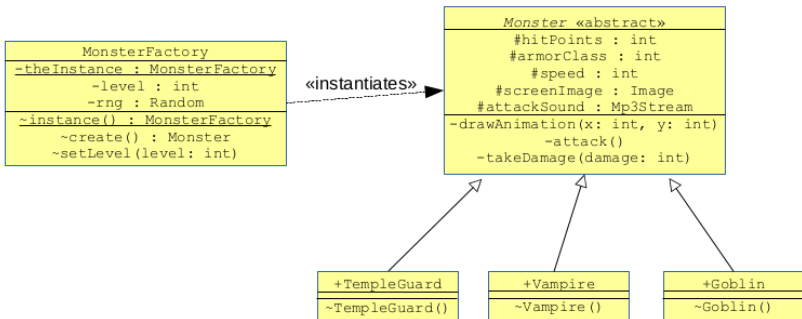 MonsterFactory
-theInstance : MonsterFactory
-level : int
-rng : Random
~instance() : MonsterFactory
~create() : Monster
~setLevel(level: int)
«instantiates»
Monster «abstract»
#hitPoints : int
#armorClass : int
#speed : int
#screenImage : Image
#attackSound : Mp3Stream
-drawAnimation(x: int, y: int)
-attack()
-takeDamage(damage: int)
+TempleGuard
~TempleGuard()
+Vampire
~Vampire()
+Goblin
~Goblin()